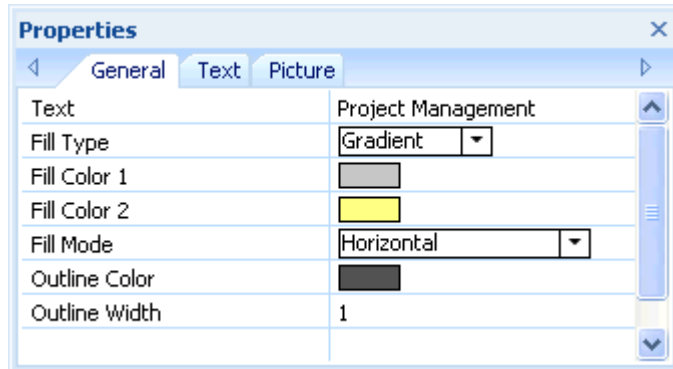 Properties
General Text Picture
Text Project Management
Fill Type Gradient
Fill Color 1
Fill Color 2
Fill Mode Horizontal
Outline Color
Outline Width 1